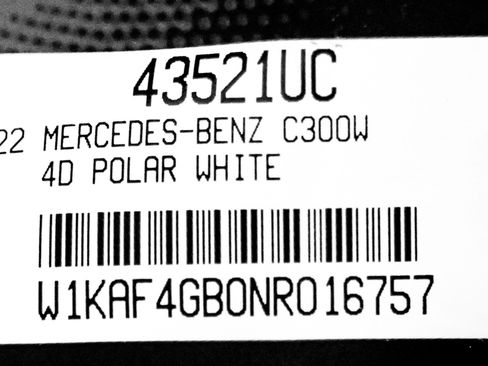 43521UC
22 MERCEDES-BENZ C300W
4D POLAR WHITE
W1KAF4GB0NR016757